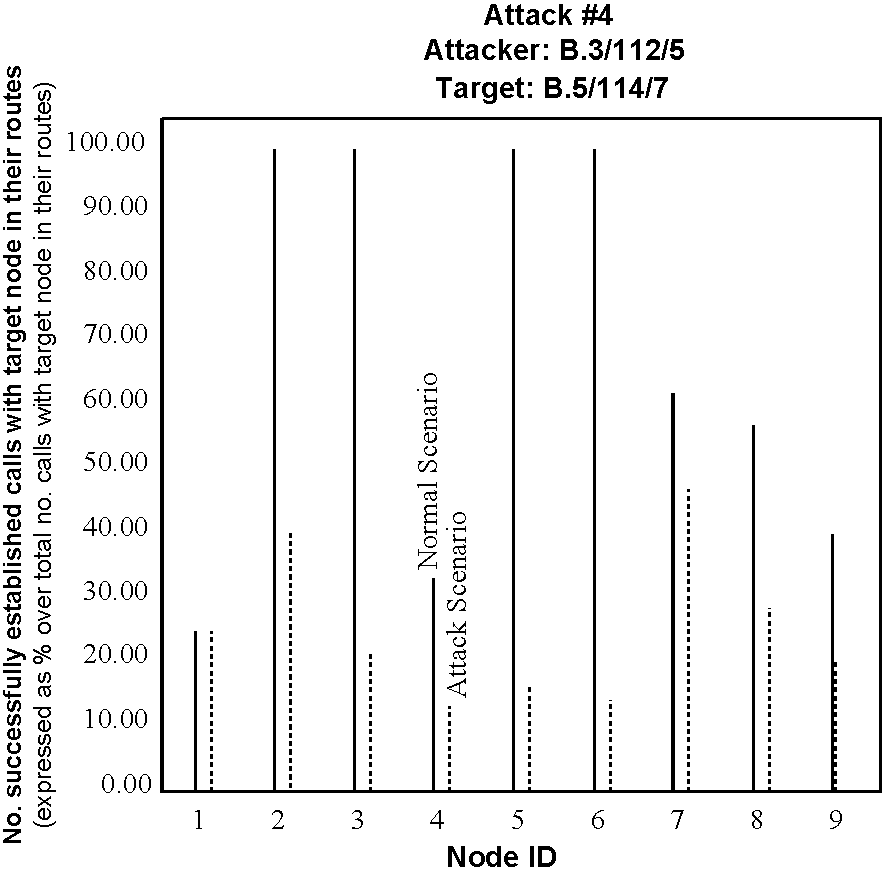 Attack #4
Attacker: B.3/112/5
Target: B.5/114/7
No. successfully established calls with target node in their routes
(expressed as % over total no. calls with target node in their routes)
100.00
90.00
80.00
70.00
60.00
50.00
40.00
30.00
20.00
10.00
0.00
Normal Scenario
Attack Scenario
1 2 3 4 5 6 7 8 9
Node ID